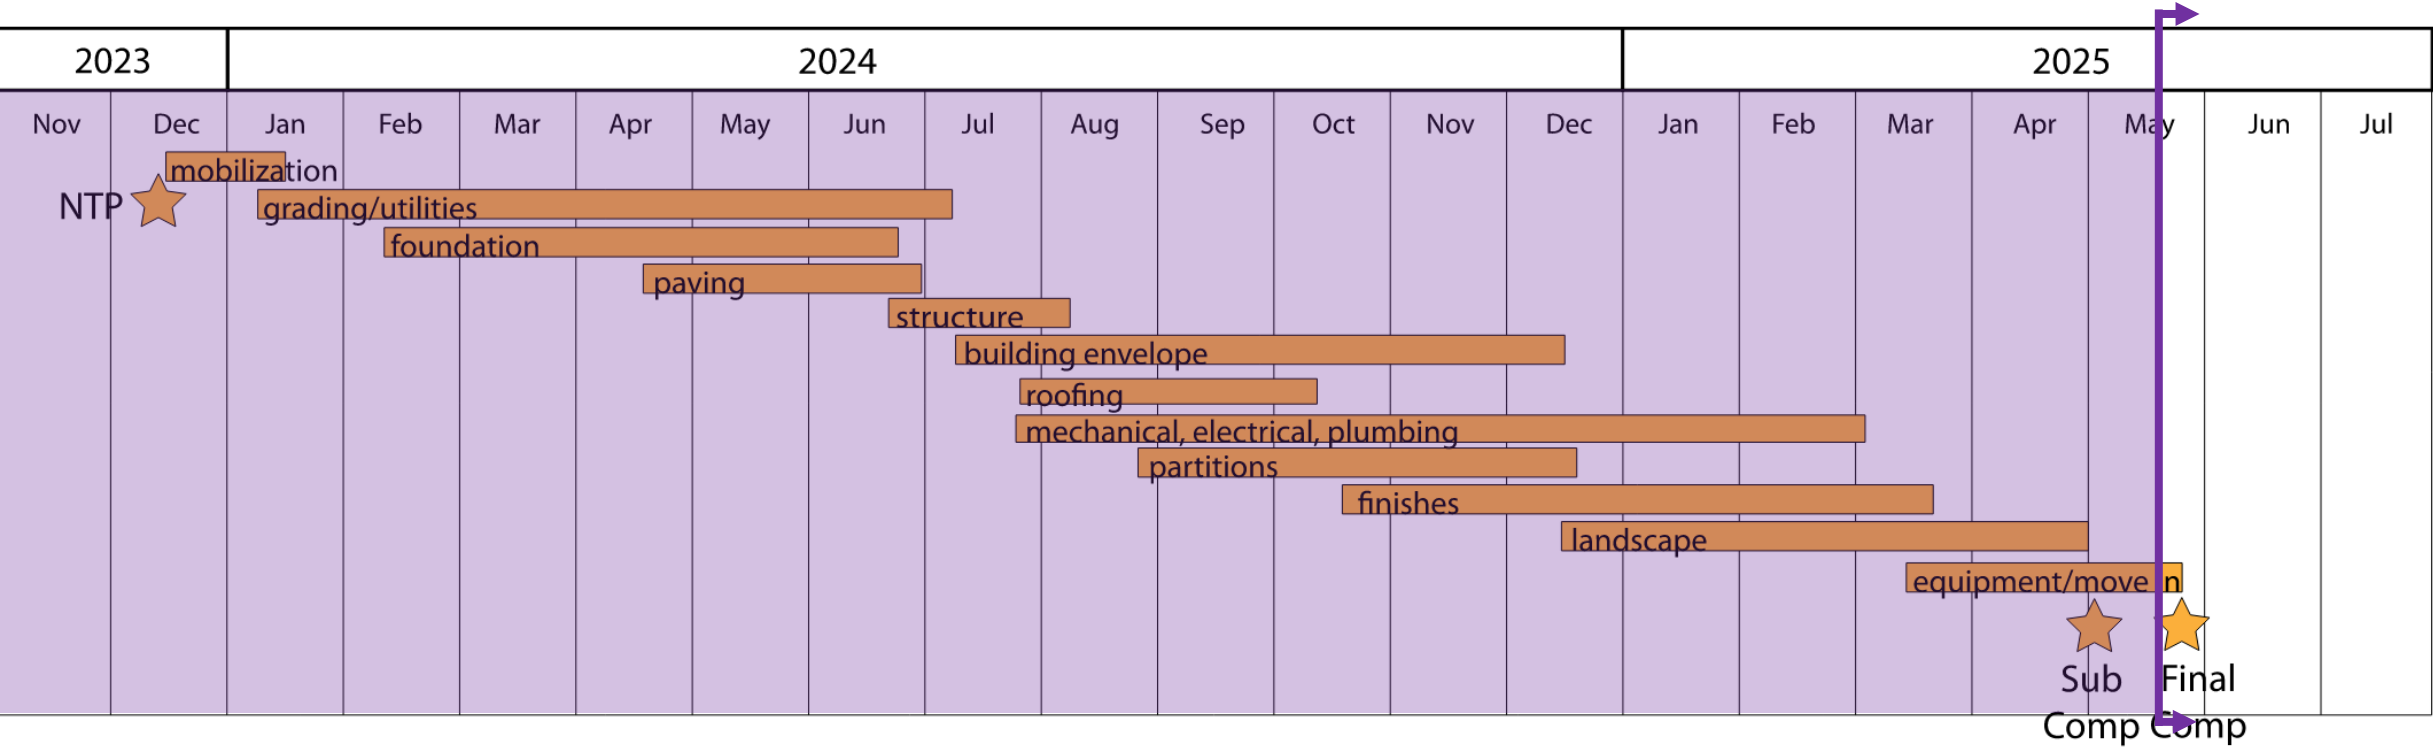 2023 2024 2025
Nov Dec Jan Feb Mar Apr May Jun Jul Aug Sep Oct Nov Dec Jan Feb Mar Apr May Jun Jul
mobilization
NTP
grading/utilities
foundation
paving
structure
building envelope
roofing
mechanical, electrical, plumbing
partitions
finishes
landscape
equipment/move in
Sub Final
Comp Comp